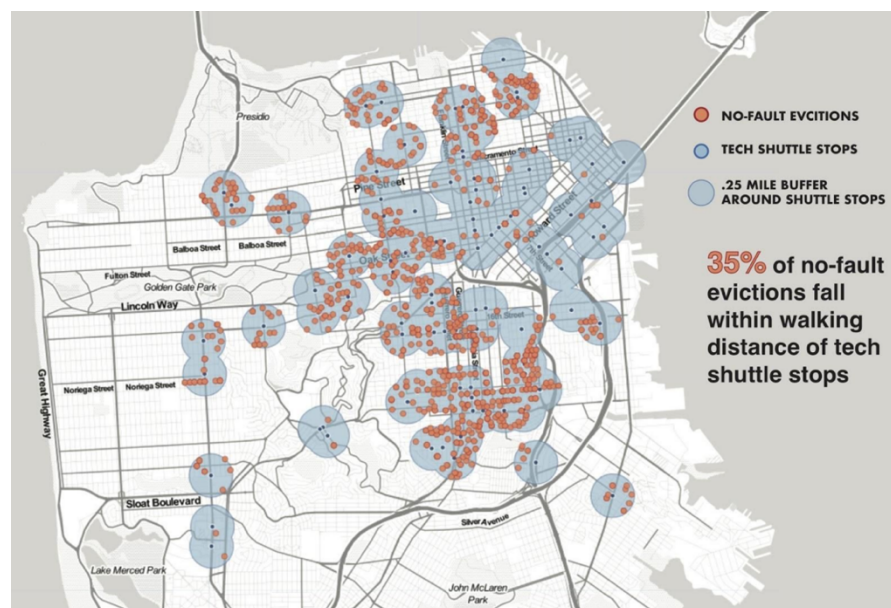 Presidio
Sacramento Street
Pine Street
Howard Street
Balboa Street
Balboa Street
Oak Street
Fulton Street
Golden Gate Park
Lincoln Way
Great Highway
Noriega Street
Noriega Street
Sloat Boulevard
Silver Avenue
Lake Merced Park
John McLaren
Park
NO-FAULT EVCITIONS
TECH SHUTTLE STOPS
.25 MILE BUFFER
AROUND SHUTTLE STOPS
35% of no-fault
evictions fall
within walking
distance of tech
shuttle stops